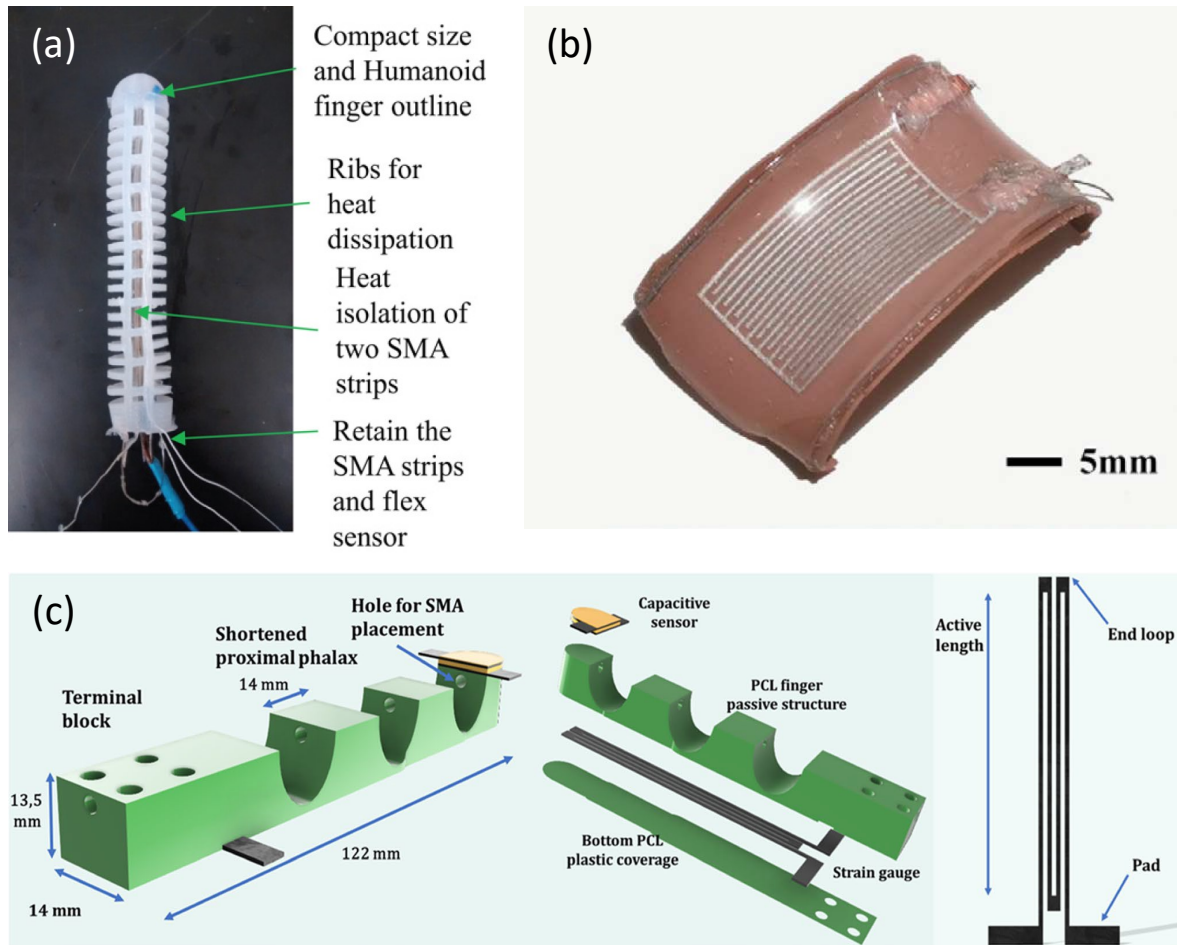 (a)
Compact size
and Humanoid
finger outline
Ribs for
heat
dissipation
Heat
isolation of
two SMA
strips
Retain the
SMA strips
and flex
sensor
(b)
5mm
(c)
Hole for SMA
placement
Shortened
proximal phalax
14 mm
Terminal
block
13,5
mm
14 mm
122 mm
Capacitive
sensor
PCL finger
passive structure
Bottom PCL
plastic coverage
Strain gauge
Active
length
End loop
Pad